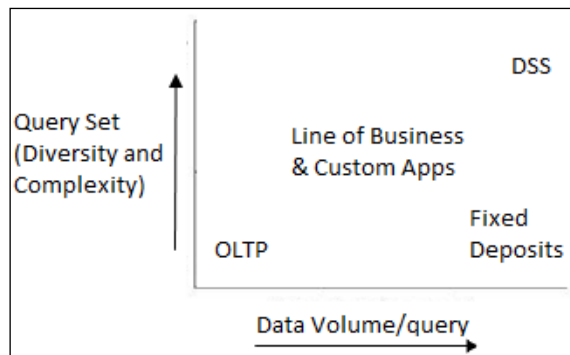 DSS
Query Set
(Diversity and
Complexity)
Line of Business
& Custom Apps
Fixed
Deposits
OLTP
Data Volume/query